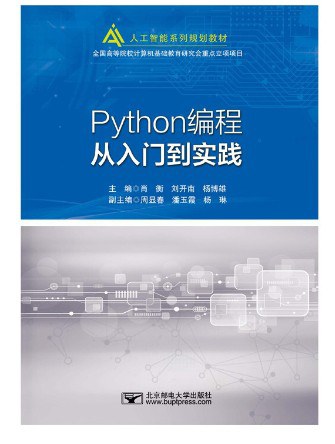 人工智能系列规划教材
全国高等院校计算机基础教育研究会重点立项项目
Python编程
从入门到实践
主 编 肖 衡 刘开南 杨博雄
副主编 周显春 潘玉霞 杨 琳
北京邮电大学出版社
www.buptpress.com